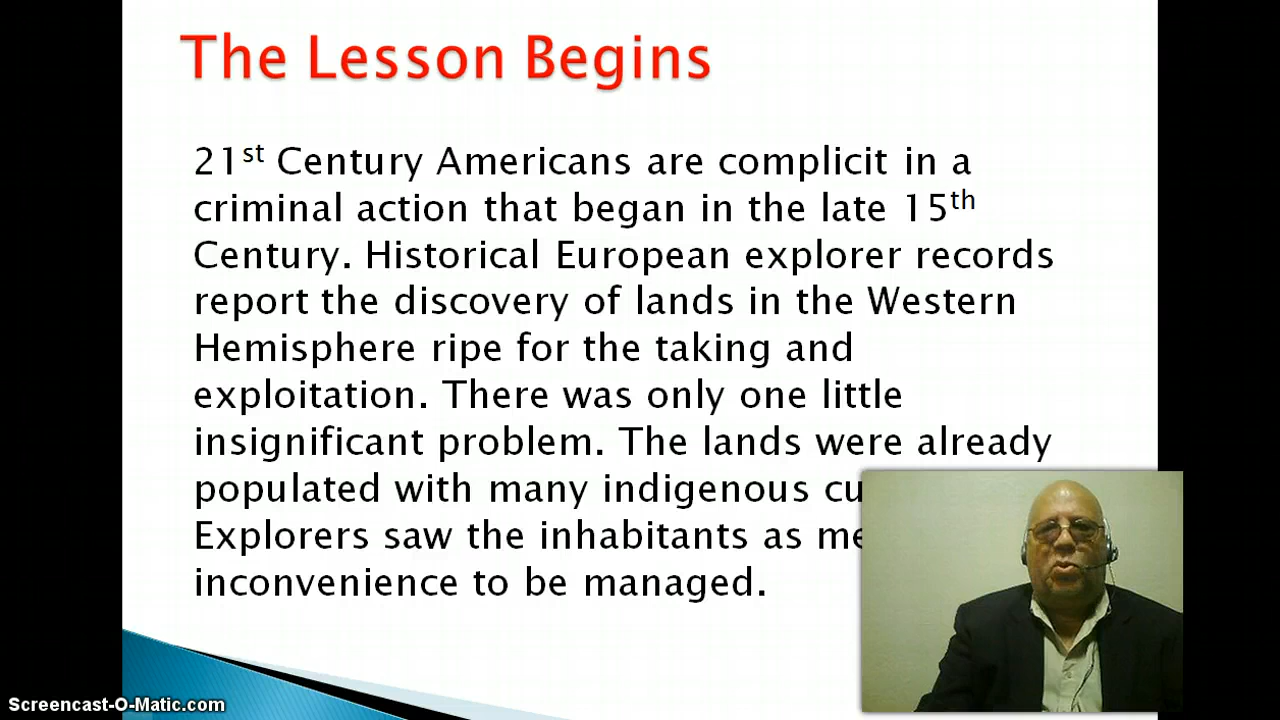 The Lesson Begins
21st Century Americans are complicit in a
criminal action that began in the late 15th
Century. Historical European explorer records
report the discovery of lands in the Western
Hemisphere ripe for the taking and
exploitation. There was only one little
insignificant problem. The lands were already
populated with many indigenous
Explorers saw the inhabitants as
inconvenience to be managed.
Screencast-O-Matic.com